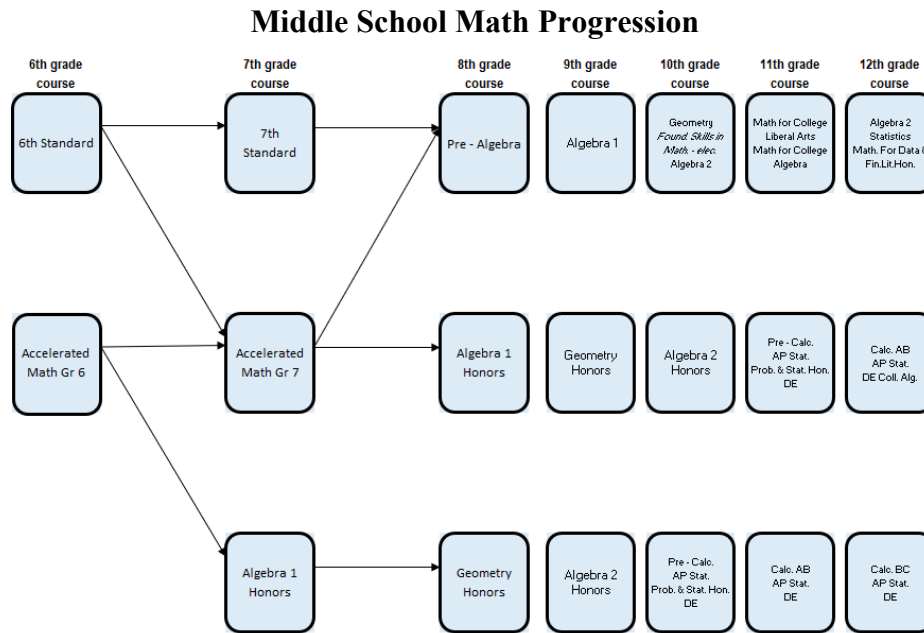 Middle School Math Progression
6th grade
course
7th grade
course
8th grade
course
9th grade
course
10th grade
course
11th grade
course
12th grade
course
6th Standard
7th
Standard
Pre - Algebra
Algebra 1
Geometry
Found. Skills in
Math. - elec.
Algebra 2
Math for College
Liberal Arts
Math for College
Algebra
Algebra 2
Statistics
Math. For Data &
Fin.Lit.Hon.
Accelerated
Math Gr 6
Accelerated
Math Gr 7
Algebra 1
Honors
Geometry
Honors
Algebra 2
Honors
Pre - Calc.
AP Stat.
Prob. & Stat. Hon.
DE
Calc. AB
AP Stat.
DE Coll. Alg.
Algebra 1
Honors
Geometry
Honors
Algebra 2
Honors
Pre - Calc.
AP Stat.
Prob. & Stat. Hon.
DE
Calc. AB
AP Stat.
DE
Calc. BC
AP Stat.
DE